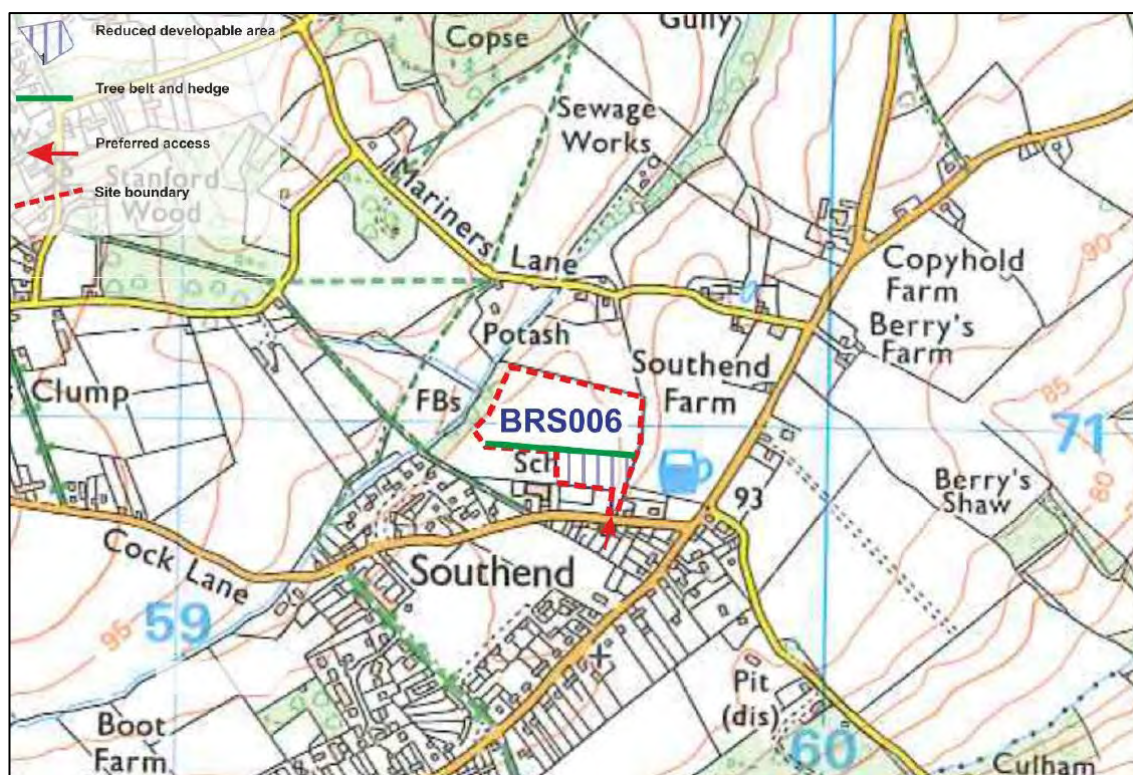 Reduced developable area
Tree belt and hedge
Preferred access
Site boundary
Stanford
Wood
Copse
Gully
Sewage
Works
Mariners Lane
Copyhold
Farm
Berry's
Farm
Potash
Southend
Farm
Clump
FBs
BRS006
Sch
71
93
85
90
80
Berry's
Shaw
Cock Lane
Southend
59
95
Pit
(dis)
60
Boot
Farm
Culham